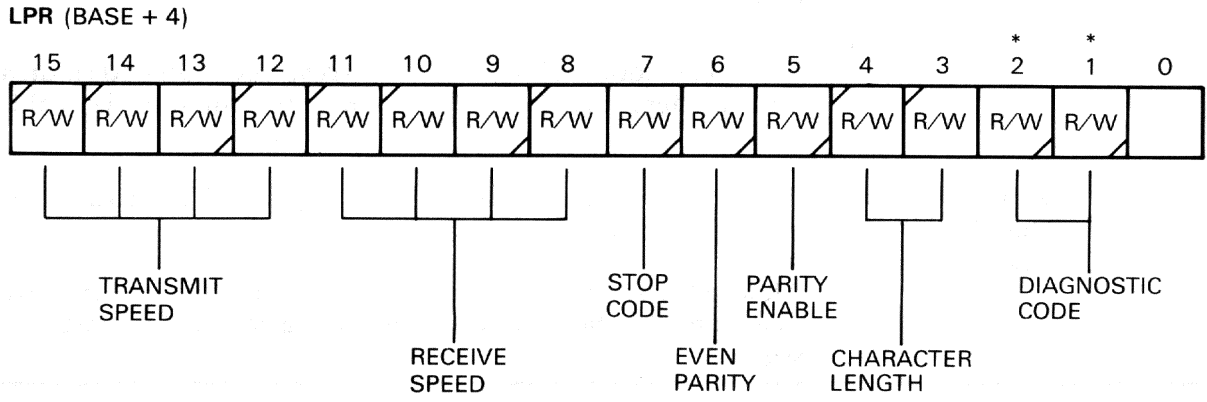 LPR (BASE + 4)
* *
15 14 13 12 11 10 9 8 7 6 5 4 3 2 1 0
R/W R/W R/W R/W R/W R/W R/W R/W R/W R/W R/W R/W R/W R/W R/W
TRANSMIT
SPEED
STOP
CODE
PARITY
ENABLE
DIAGNOSTIC
CODE
RECEIVE
SPEED
EVEN
PARITY
CHARACTER
LENGTH